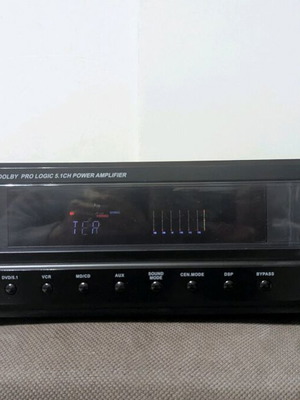 DOLBY PRO LOGIC 5.1CH POWER AMPLIFIER
TER
DVD/5.1 VCR MD/CD AUX SOUND MODE CEN.MODE DSP BYPASS